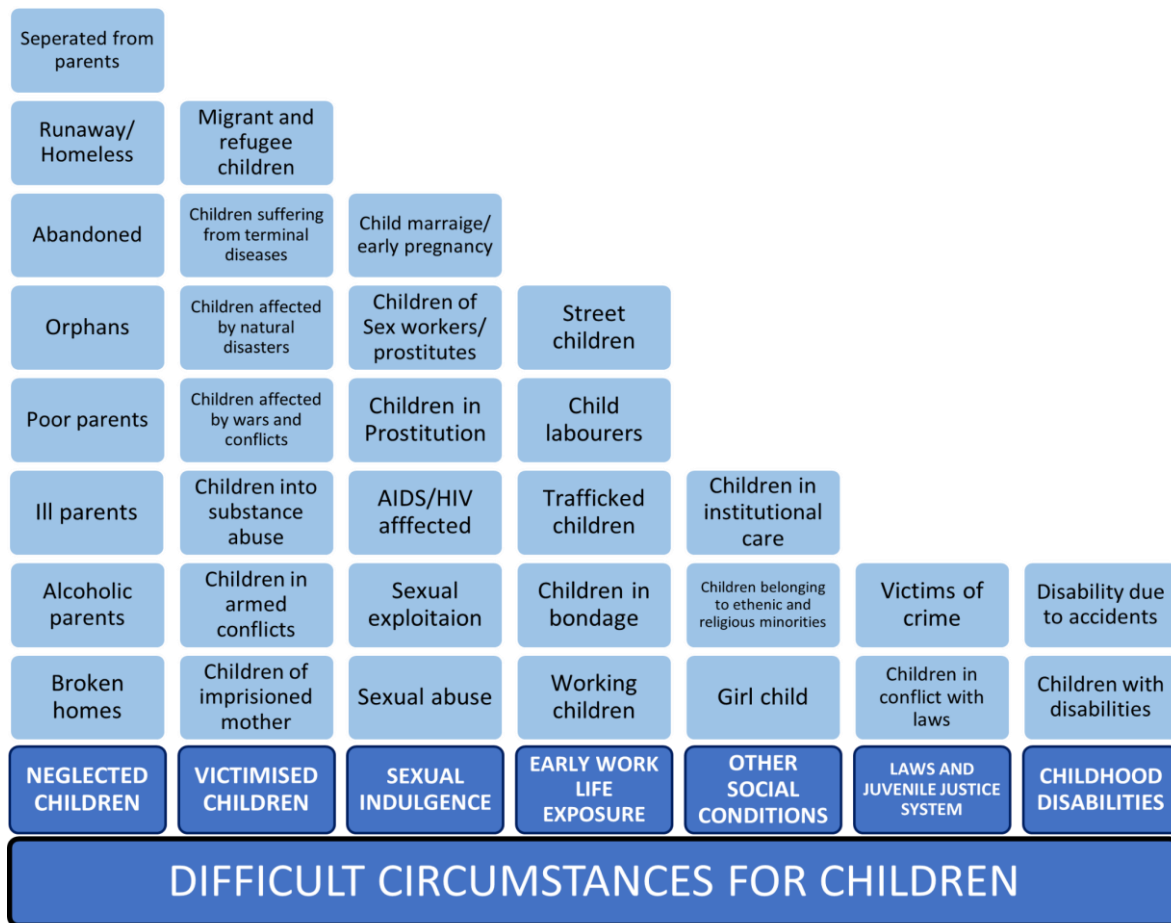 Seperated from
parents
Runaway/
Homeless
Migrant and
refugee
children
Abandoned
Children suffering
from terminal
diseases
Child marraige/
early pregnancy
Orphans
Children affected
by natural
disasters
Children of
Sex workers/
prostitutes
Street
children
Poor parents
Children affected
by wars and
conflicts
Children in
Prostitution
Child
labourers
Ill parents
Children into
substance
abuse
AIDS/HIV
afffected
Trafficked
children
Children in
institutional
care
Alcoholic
parents
Children in
armed
conflicts
Sexual
exploitaion
Children in
bondage
Children belonging
to ethenic and
religious minorities
Victims of
crime
Disability due
to accidents
Broken
homes
Children of
imprisioned
mother
Sexual abuse
Working
children
Girl child
Children in
conflict with
laws
Children with
disabilities
NEGLECTED
CHILDREN
VICTIMISED
CHILDREN
SEXUAL
INDULGENCE
EARLY WORK
LIFE
EXPOSURE
OTHER
SOCIAL
CONDITIONS
LAWS AND
JUVENILE JUSTICE
SYSTEM
CHILDHOOD
DISABILITIES
DIFFICULT CIRCUMSTANCES FOR CHILDREN